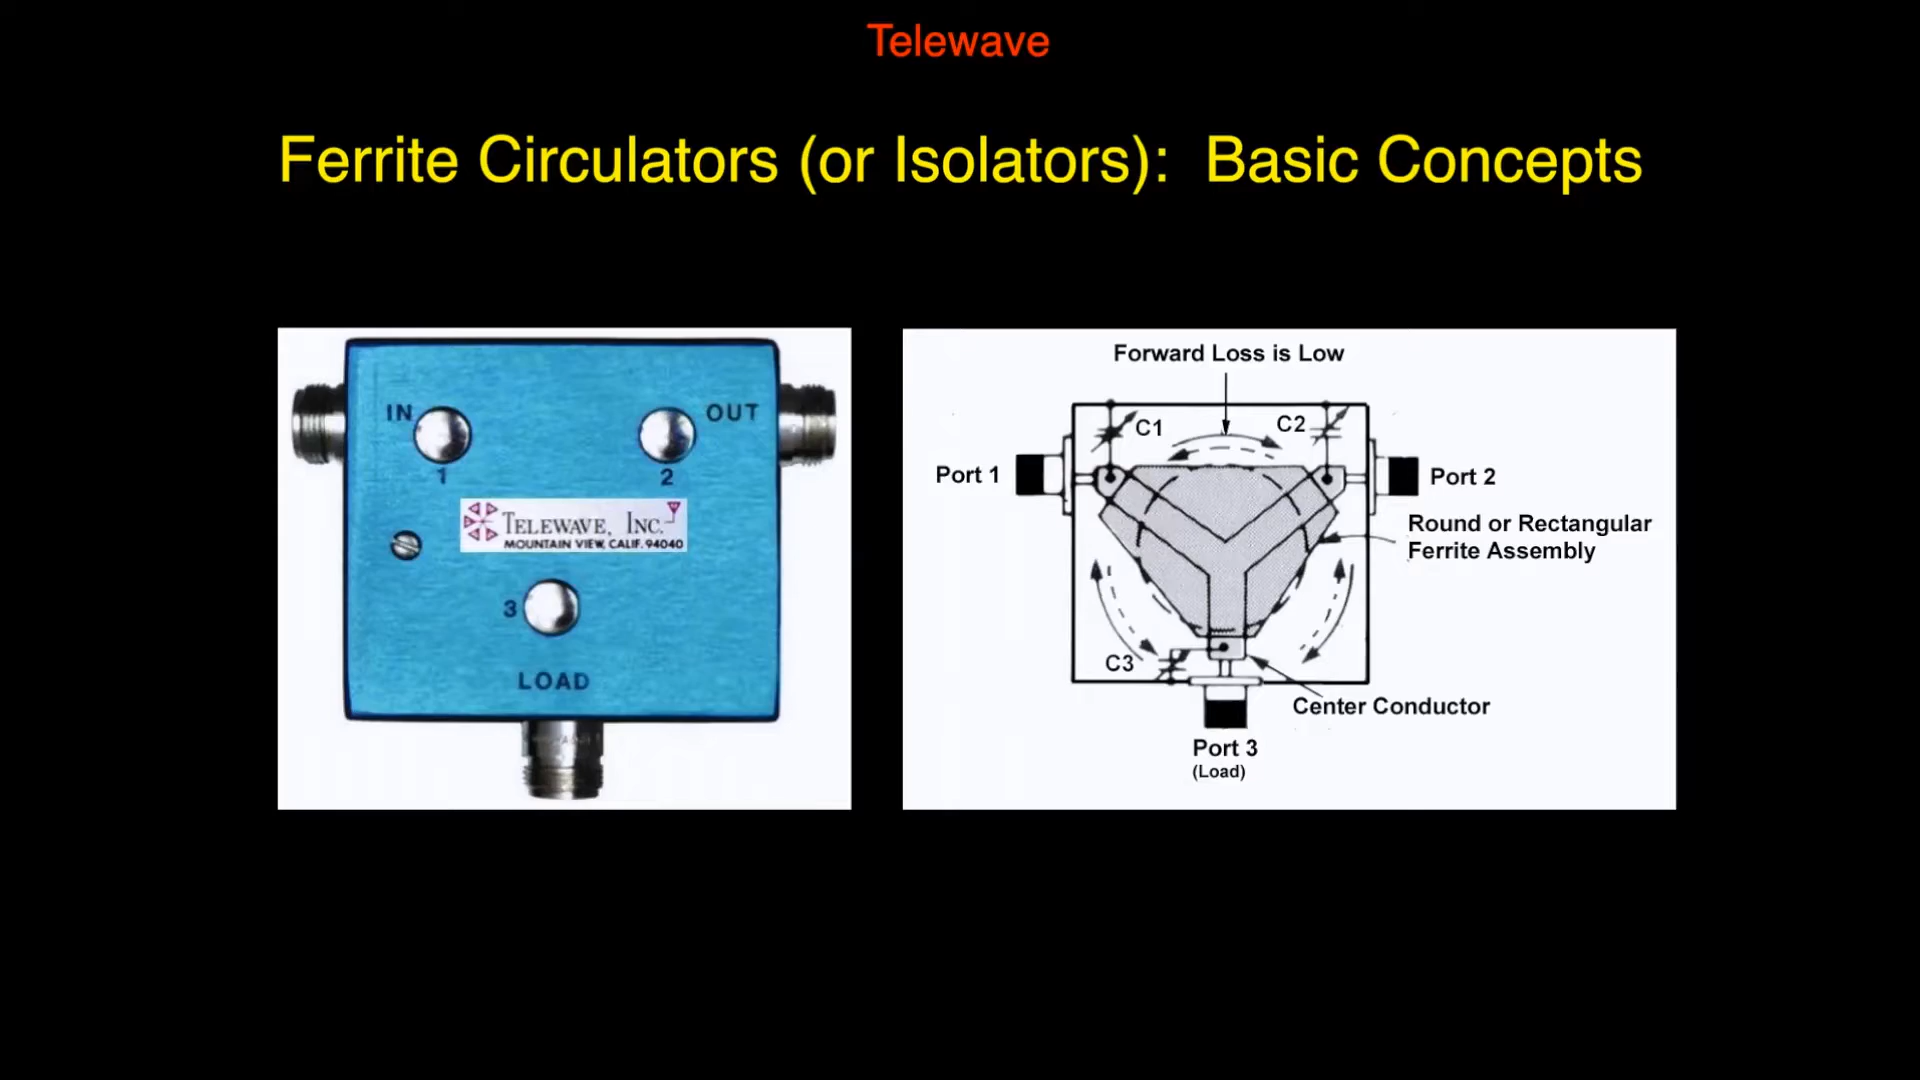 Telewave
Ferrite Circulators (or Isolators): Basic Concepts
IN
OUT
1
2
TELEWAVE, INC.
MOUNTAIN VIEW, CALIF. 94040
3
LOAD
Forward Loss is Low
C1
C2
Port 1
Port 2
Round or Rectangular
Ferrite Assembly
C3
Center Conductor
Port 3
(Load)